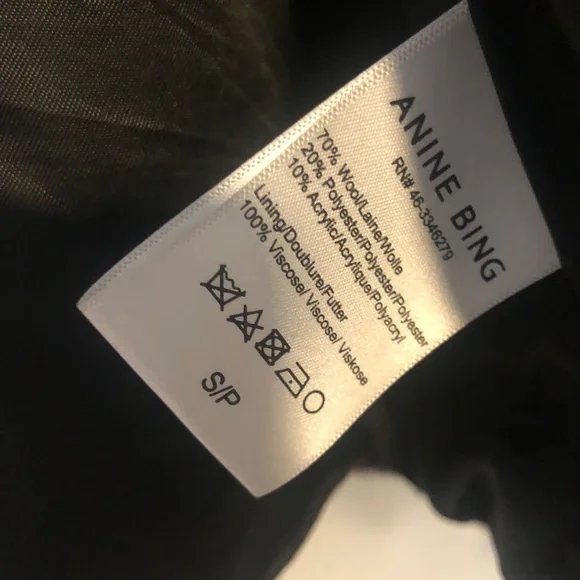 ANINE BING
RN# 46-3346279
70% Wool/Laine/Wolle
20% Polyester/Polyester/Polyester
10% Acrylic/Acrylique/Polyacryl
Lining/Doublure/Futter
100% Viscose/ Viscose/ Viskose
S/P